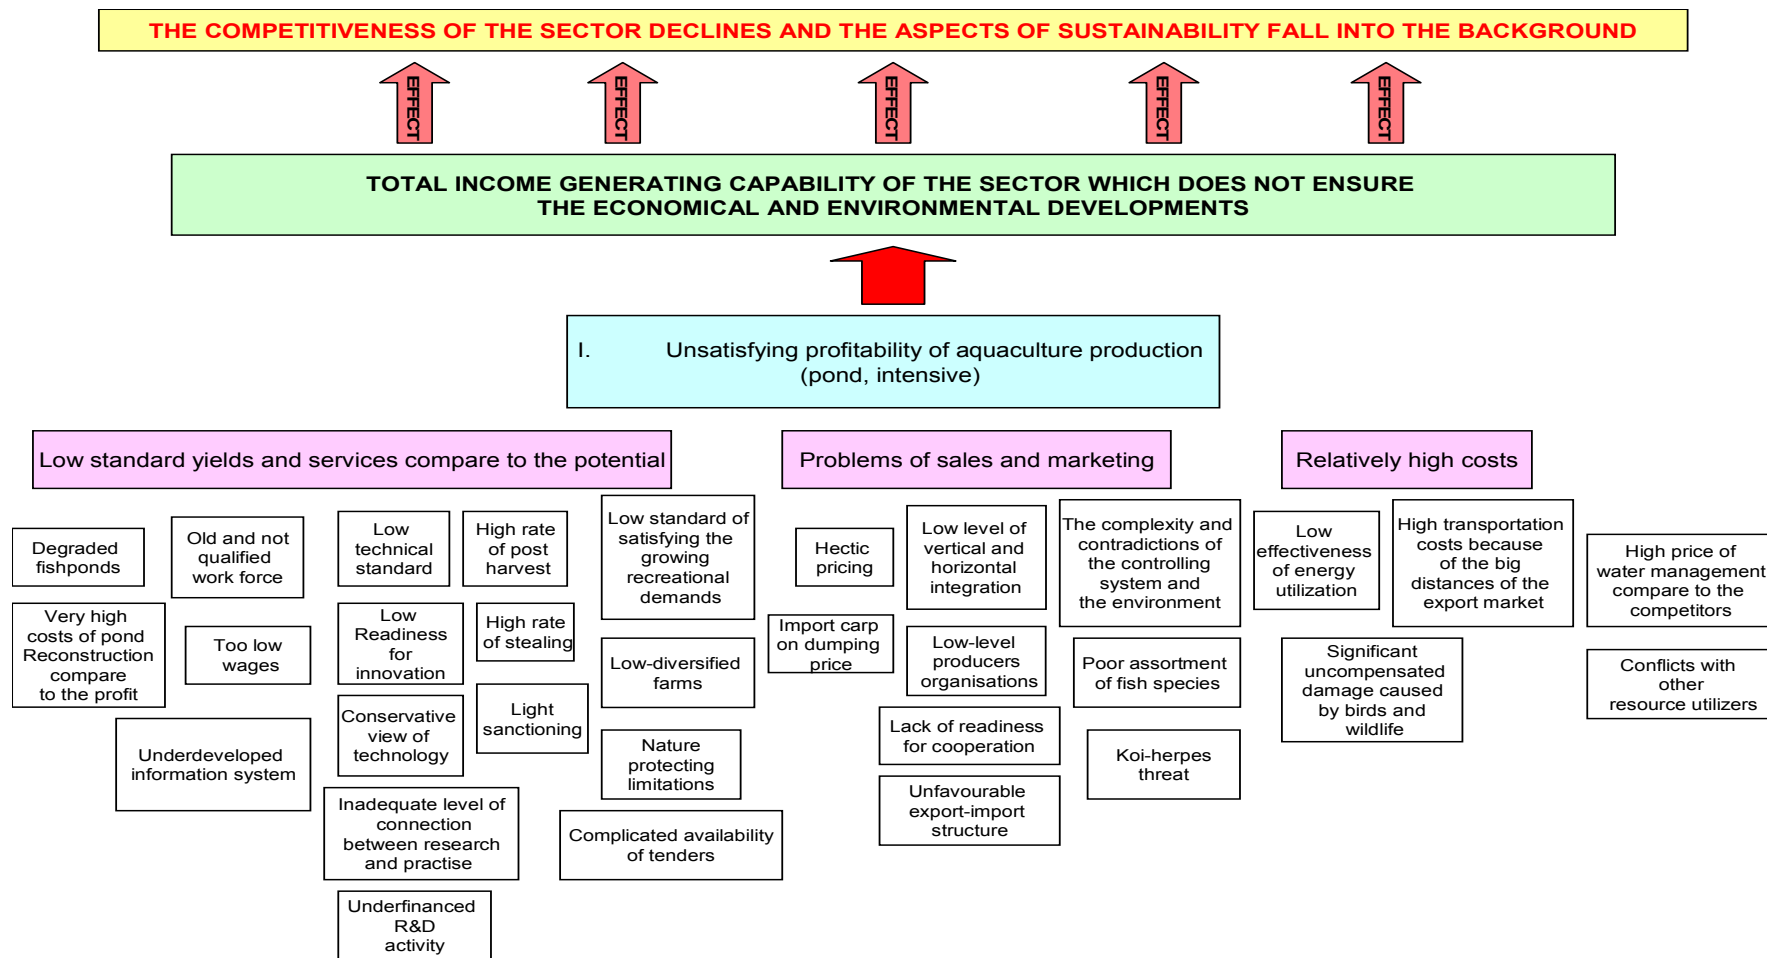 THE COMPETITIVENESS OF THE SECTOR DECLINES AND THE ASPECTS OF SUSTAINABILITY FALL INTO THE BACKGROUND
EFFECT
EFFECT
EFFECT
EFFECT
EFFECT
TOTAL INCOME GENERATING CAPABILITY OF THE SECTOR WHICH DOES NOT ENSURE
THE ECONOMICAL AND ENVIRONMENTAL DEVELOPMENTS
I. Unsatisfying profitability of aquaculture production
(pond, intensive)
Low standard yields and services compare to the potential
Degraded
fishponds
Very high
costs of pond
Reconstruction
compare
to the profit
Old and not
qualified
work force
Too low
wages
Underdeveloped
information system
Low
technical
standard
Low
Readiness
for
innovation
Conservative
view of
technology
Inadequate level of
connection
between research
and practise
Underfinanced
R&D
activity
High rate
of post
harvest
High rate
of stealing
Light
sanctioning
Low standard of
satisfying the
growing
recreational
demands
Low-diversified
farms
Nature
protecting
limitations
Complicated availability
of tenders
Problems of sales and marketing
Hectic
pricing
Import carp
on dumping
price
Low level of
vertical and
horizontal
integration
Low-level
producers
organisations
Lack of readiness
for cooperation
Unfavourable
export-import
structure
The complexity and
contradictions of
the controlling
system and
the environment
Poor assortment
of fish species
Koi-herpes
threat
Relatively high costs
Low
effectiveness
of energy
utilization
Significant
uncompensated
damage caused
by birds and
wildlife
High transportation
costs because
of the big
distances of the
export market
High price of
water management
compare to the
competitors
Conflicts with
other
resource utilizers